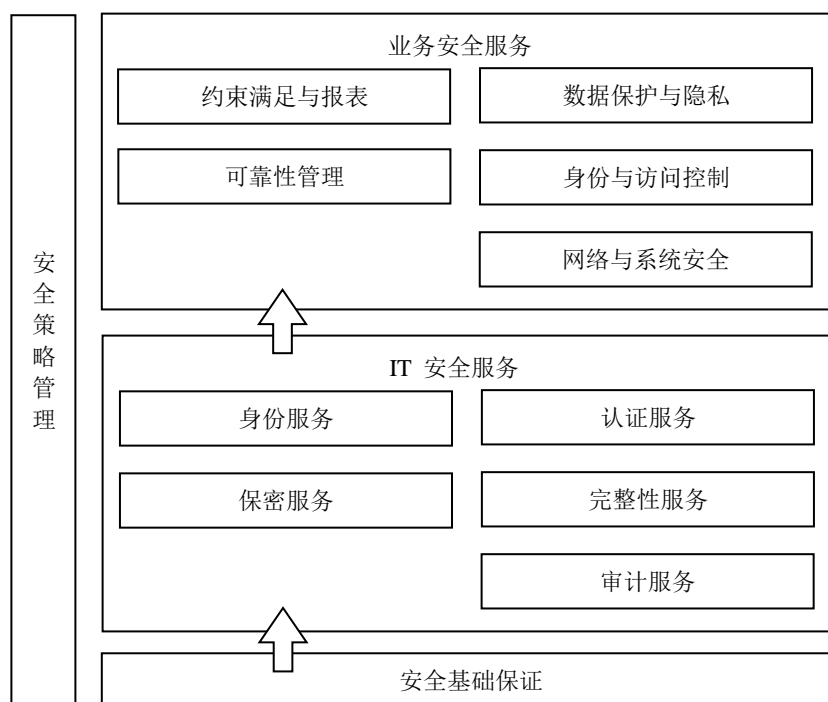 安全策略管理
业务安全服务
约束满足与报表
数据保护与隐私
可靠性管理
身份与访问控制
网络与系统安全
IT 安全服务
身份服务
认证服务
保密服务
完整性服务
审计服务
安全基础保证